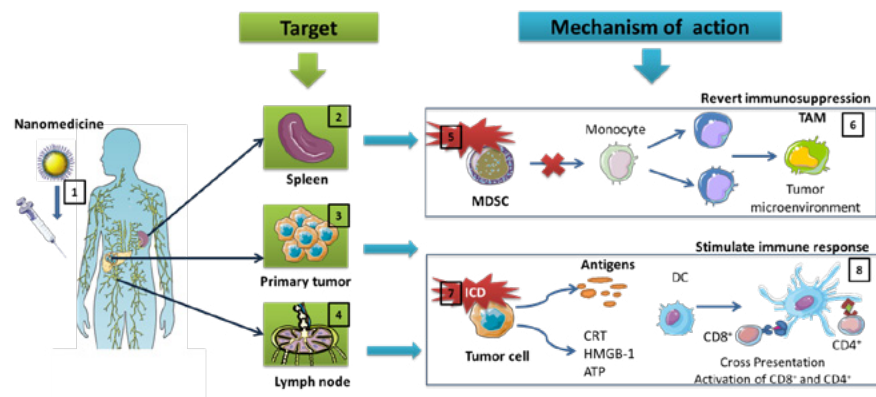 Target
Mechanism of action
Nanomedicine
1
2
Spleen
3
Primary tumor
4
Lymph node
Revert immunosuppression
5
MDSC
Monocyte
TAM
6
Tumor
microenvironment
Stimulate immune response
7
ICD
Tumor cell
Antigens
CRT
HMGB-1
ATP
DC
8
CD8⁺
CD4⁺
Cross Presentation
Activation of CD8⁺ and CD4⁺